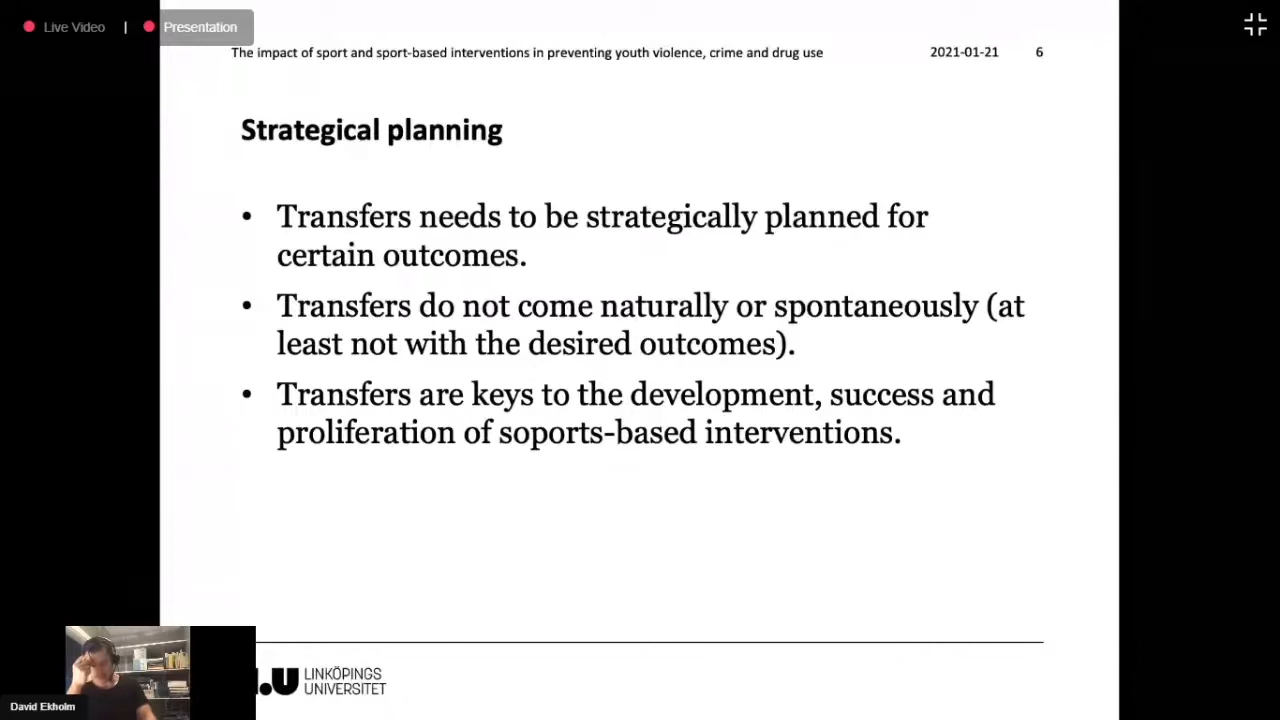 Live Video | Presentation
The impact of sport and sport-based interventions in preventing youth violence, crime and drug use 2021-01-21 6
Strategical planning
• Transfers needs to be strategically planned for
certain outcomes.
• Transfers do not come naturally or spontaneously (at
least not with the desired outcomes).
• Transfers are keys to the development, success and
proliferation of soports-based interventions.
.U LINKÖPINGS
UNIVERSITET
David Ekholm